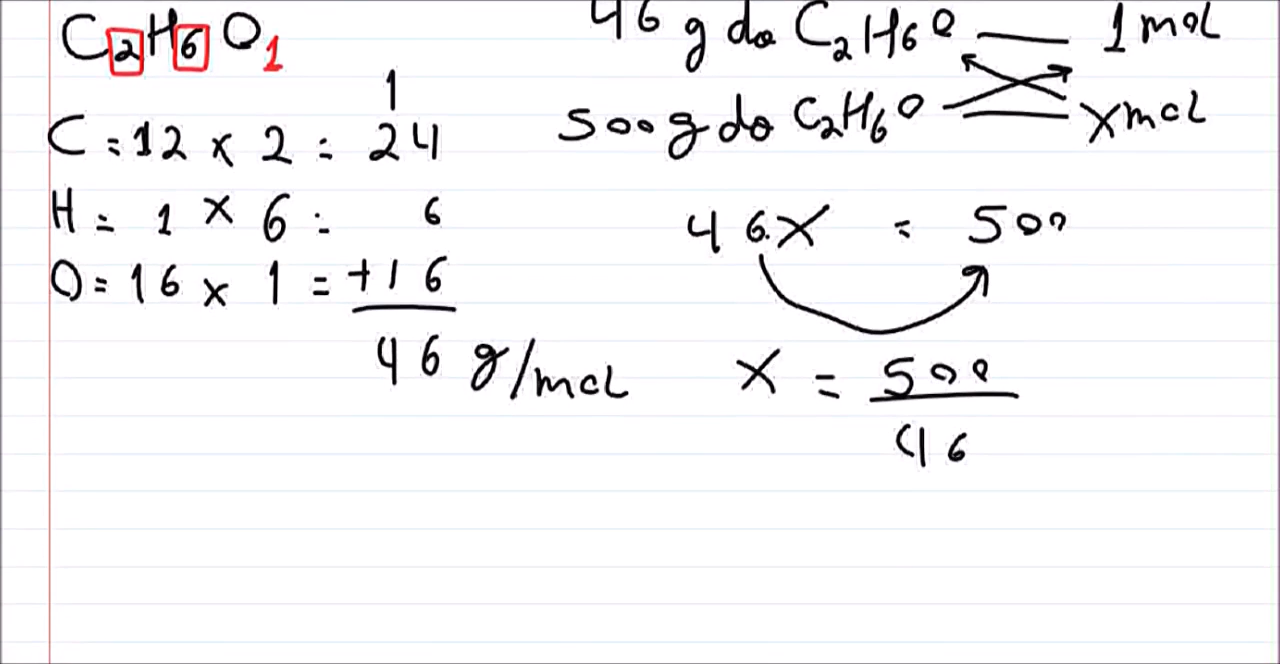 C₂H₆O₁
C = 12 x 2 = 24
1
H = 1 x 6 = 6
O = 16 x 1 = +16
46 g/mol
46 g do C₂H₆O — 1 mol
500g do C₂H₆O — x mol
46.x = 500
x = 500
46